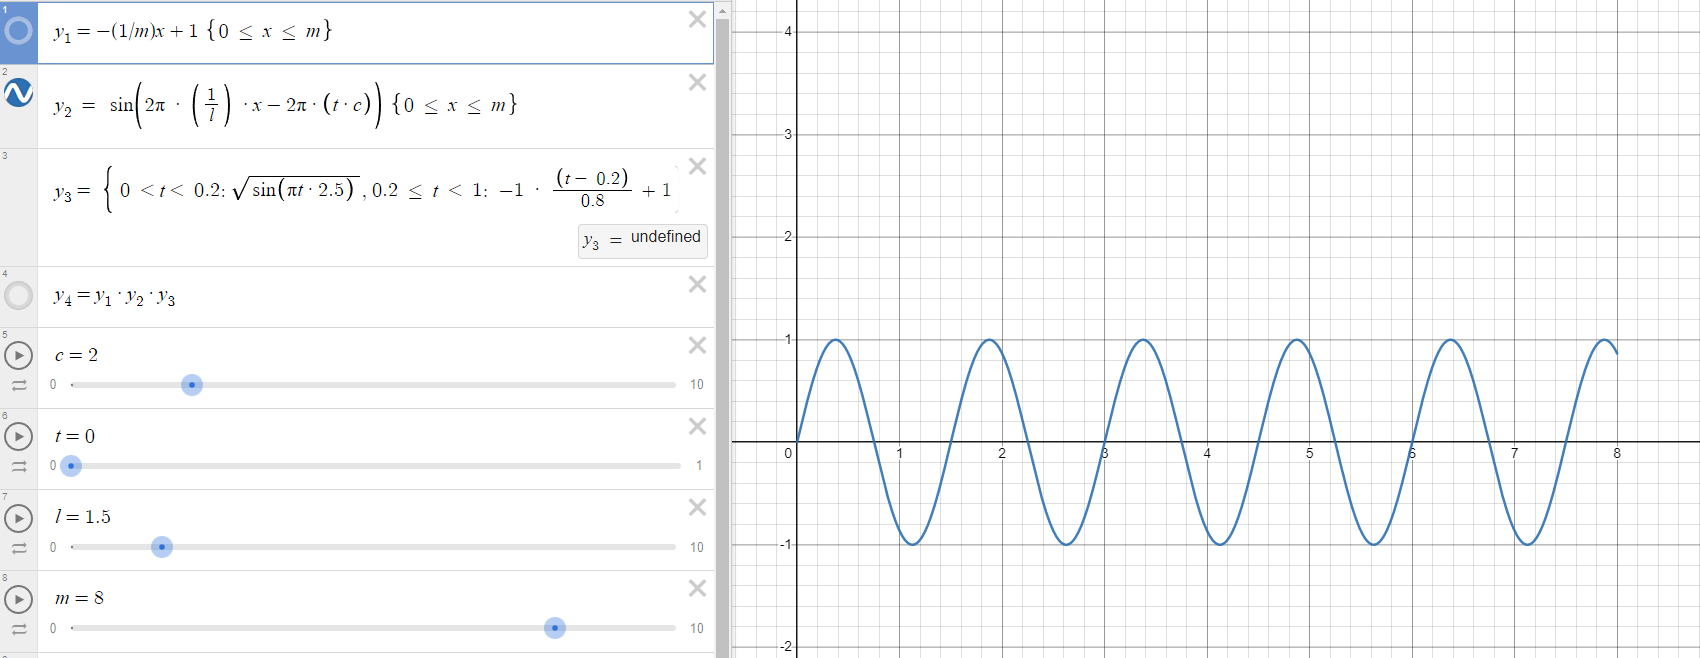 1
y₁ = −(1/m)x + 1 {0 ≤ x ≤ m}
2
y₂ = sin(2π · (1/l) · x − 2π · (t · c)) {0 ≤ x ≤ m}
3
y₃ = {0 < t < 0.2: √sin(πt · 2.5), 0.2 ≤ t < 1: −1 · (t − 0.2)/0.8 + 1
y₃ = undefined
4
y₄ = y₁ · y₂ · y₃
5
c = 2
0 10
6
t = 0
0 1
7
l = 1.5
0 10
8
m = 8
0 10
4
3
2
1
0 1 2 3 4 5 6 7 8
-1
-2